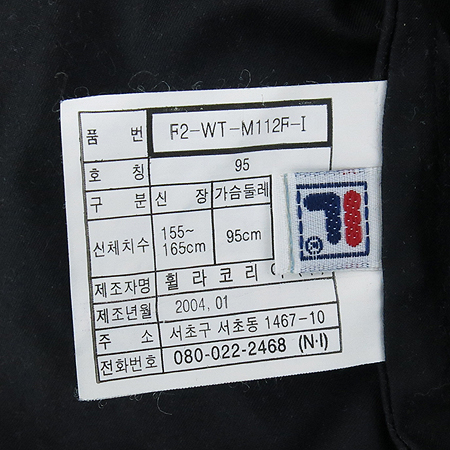 품 번 F2-WT-M112F-I
호 칭 95
구 분 신 장 가슴둘레
신체치수 155~165cm 95cm
제조자명 휠라코리아
제조년월 2004. 01
주 소 서초구 서초동 1467-10
전화번호 080-022-2468 (N·I)
®